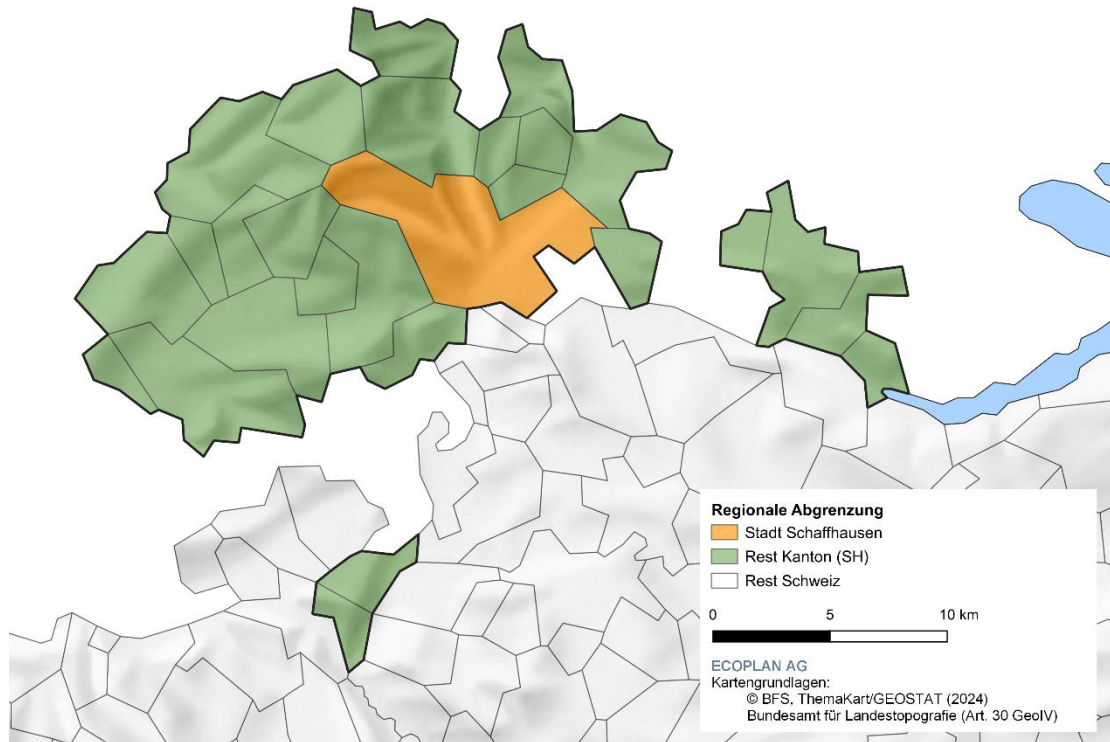 Regionale Abgrenzung
Stadt Schaffhausen
Rest Kanton (SH)
Rest Schweiz
0 5 10 km
ECOPLAN AG
Kartengrundlagen:
© BFS, ThemaKart/GEOSTAT (2024)
Bundesamt für Landestopografie (Art. 30 GeoIV)